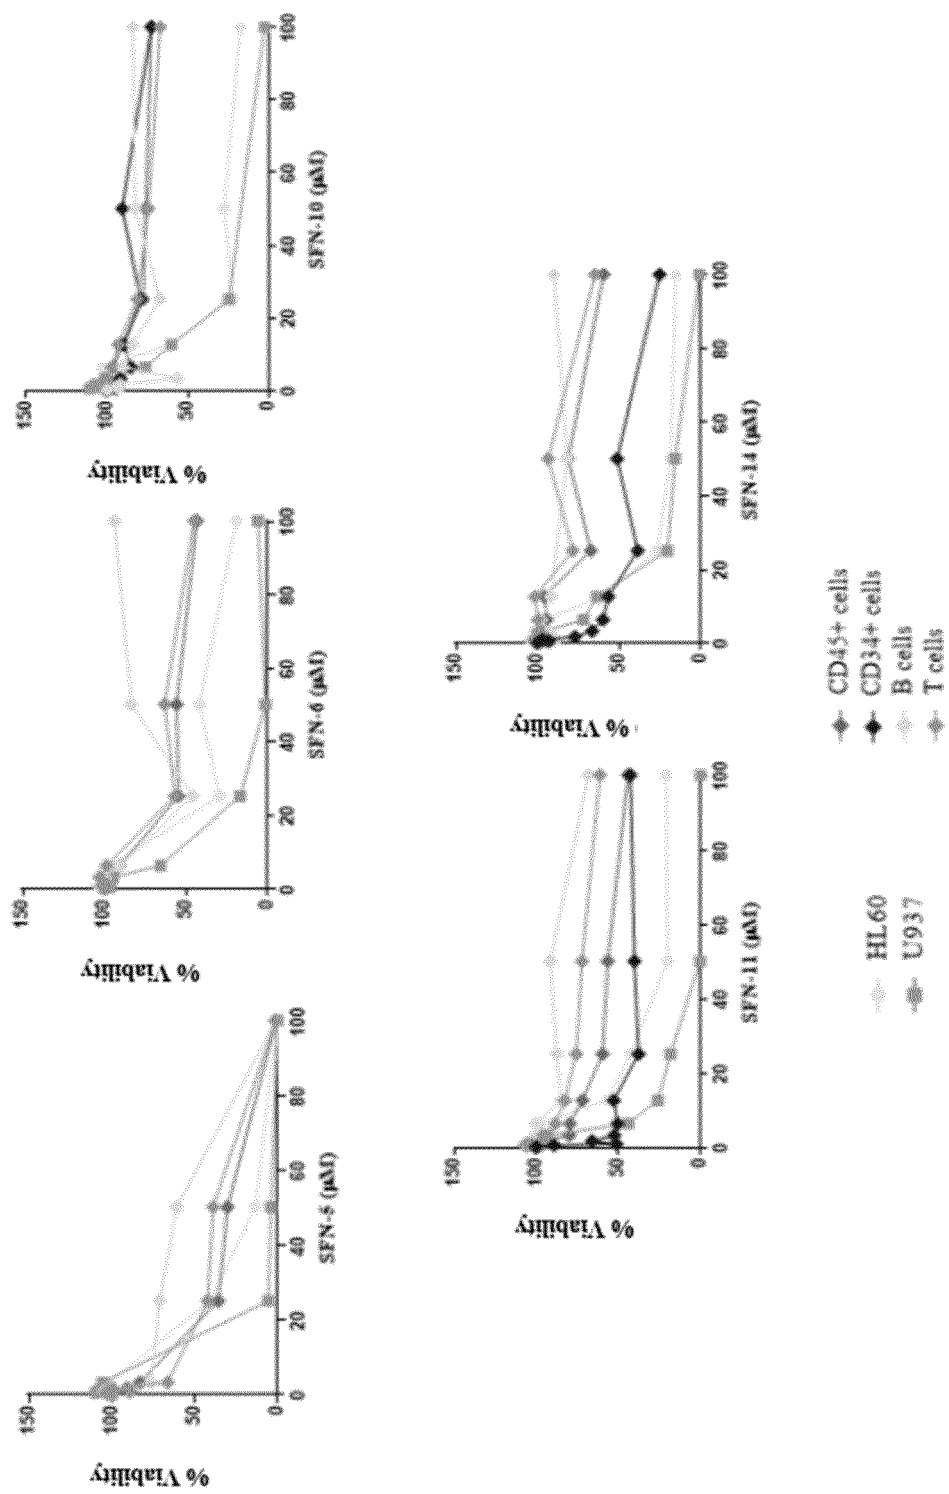 % Viability
150
100
50
0
0 20 40 60 80 100
SFN-5 (µM)
% Viability
150
100
50
0
0 20 40 60 80 100
SFN-6 (µM)
% Viability
150
100
50
0
0 20 40 60 80 100
SFN-10 (µM)
% Viability
150
100
50
0
0 20 40 60 80 100
SFN-11 (µM)
% Viability
150
100
50
0
0 20 40 60 80 100
SFN-14 (µM)
HL60
U937
CD45+ cells
CD34+ cells
B cells
T cells